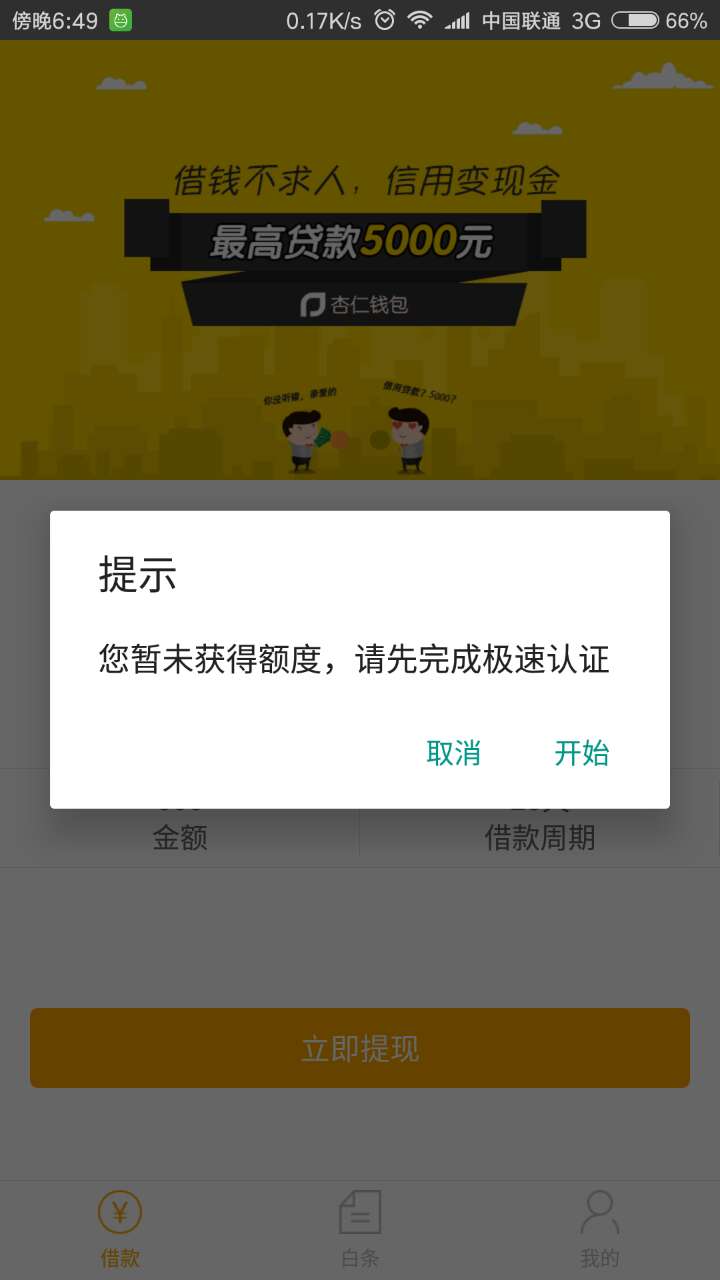 傍晚6:49 0.17K/s 中国联通 3G 66%
借钱不求人，信用变现金
最高贷款5000元
杏仁钱包
你没听错，亲爱的
信用贷款？5000？
提示
您暂未获得额度，请先完成极速认证
取消 开始
金额 借款周期
立即提现
¥
借款 白条 我的